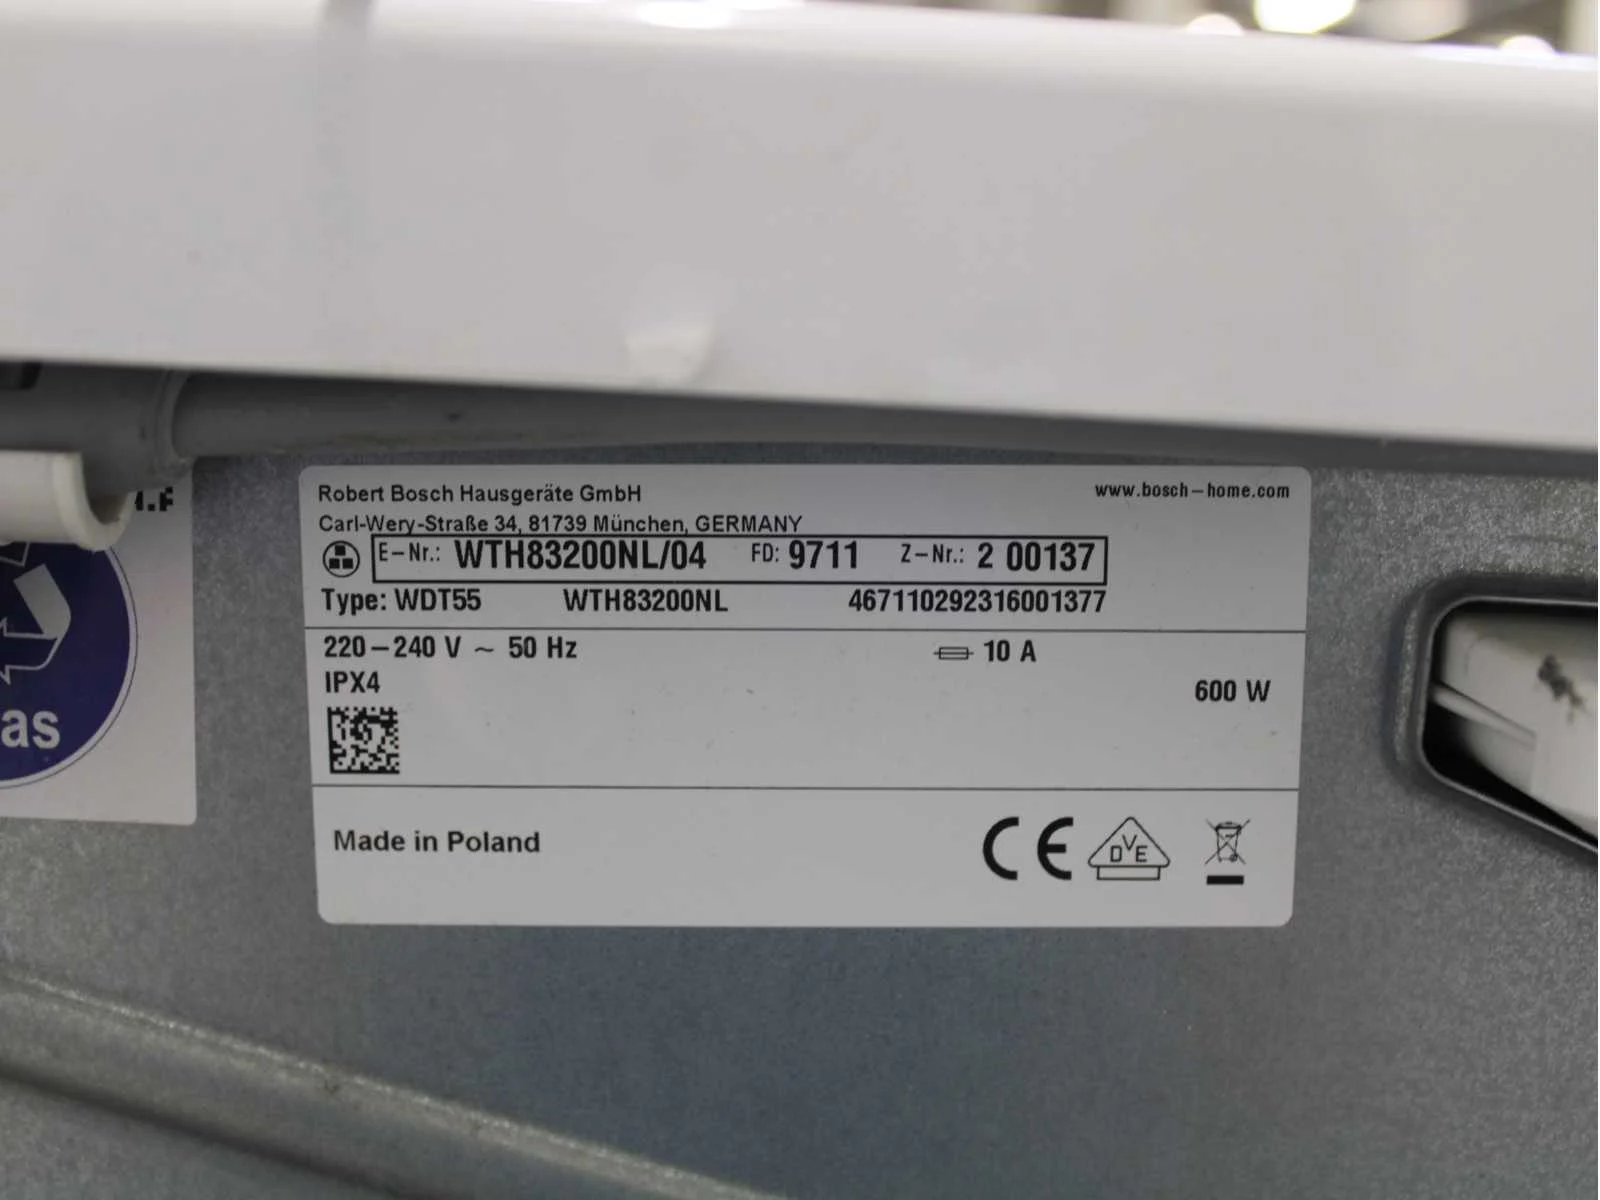 Robert Bosch Hausgeräte GmbH www.bosch-home.com
Carl-Wery-Straße 34, 81739 München, GERMANY
E-Nr.: WTH83200NL/04 FD: 9711 Z-Nr.: 2 00137
Type: WDT55 WTH83200NL 467110292316001377
220-240 V ~ 50 Hz 10 A
IPX4
600 W
Made in Poland
CE DVE
as